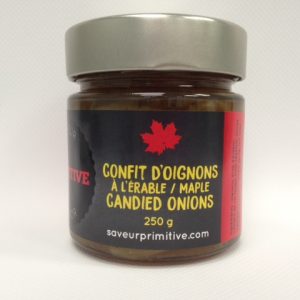 CONFIT D'OIGNONS
À L'ÉRABLE / MAPLE
CANDIED ONIONS
250 g
saveurprimitive.com